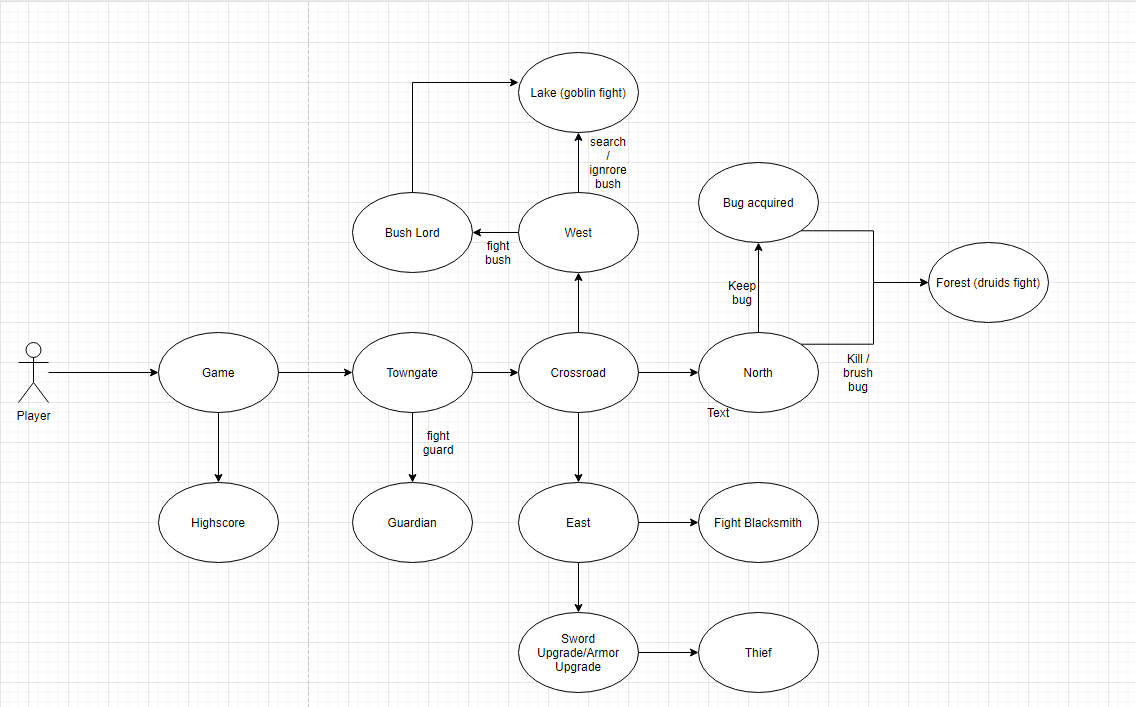 Lake (goblin fight)
search
/
ignrore
bush
Bug acquired
Bush Lord
West
fight
bush
Keep
bug
Forest (druids fight)
Player
Game
Towngate
Crossroad
North
Kill /
brush
bug
Text
fight
guard
Highscore
Guardian
East
Fight Blacksmith
Sword
Upgrade/Armor
Upgrade
Thief